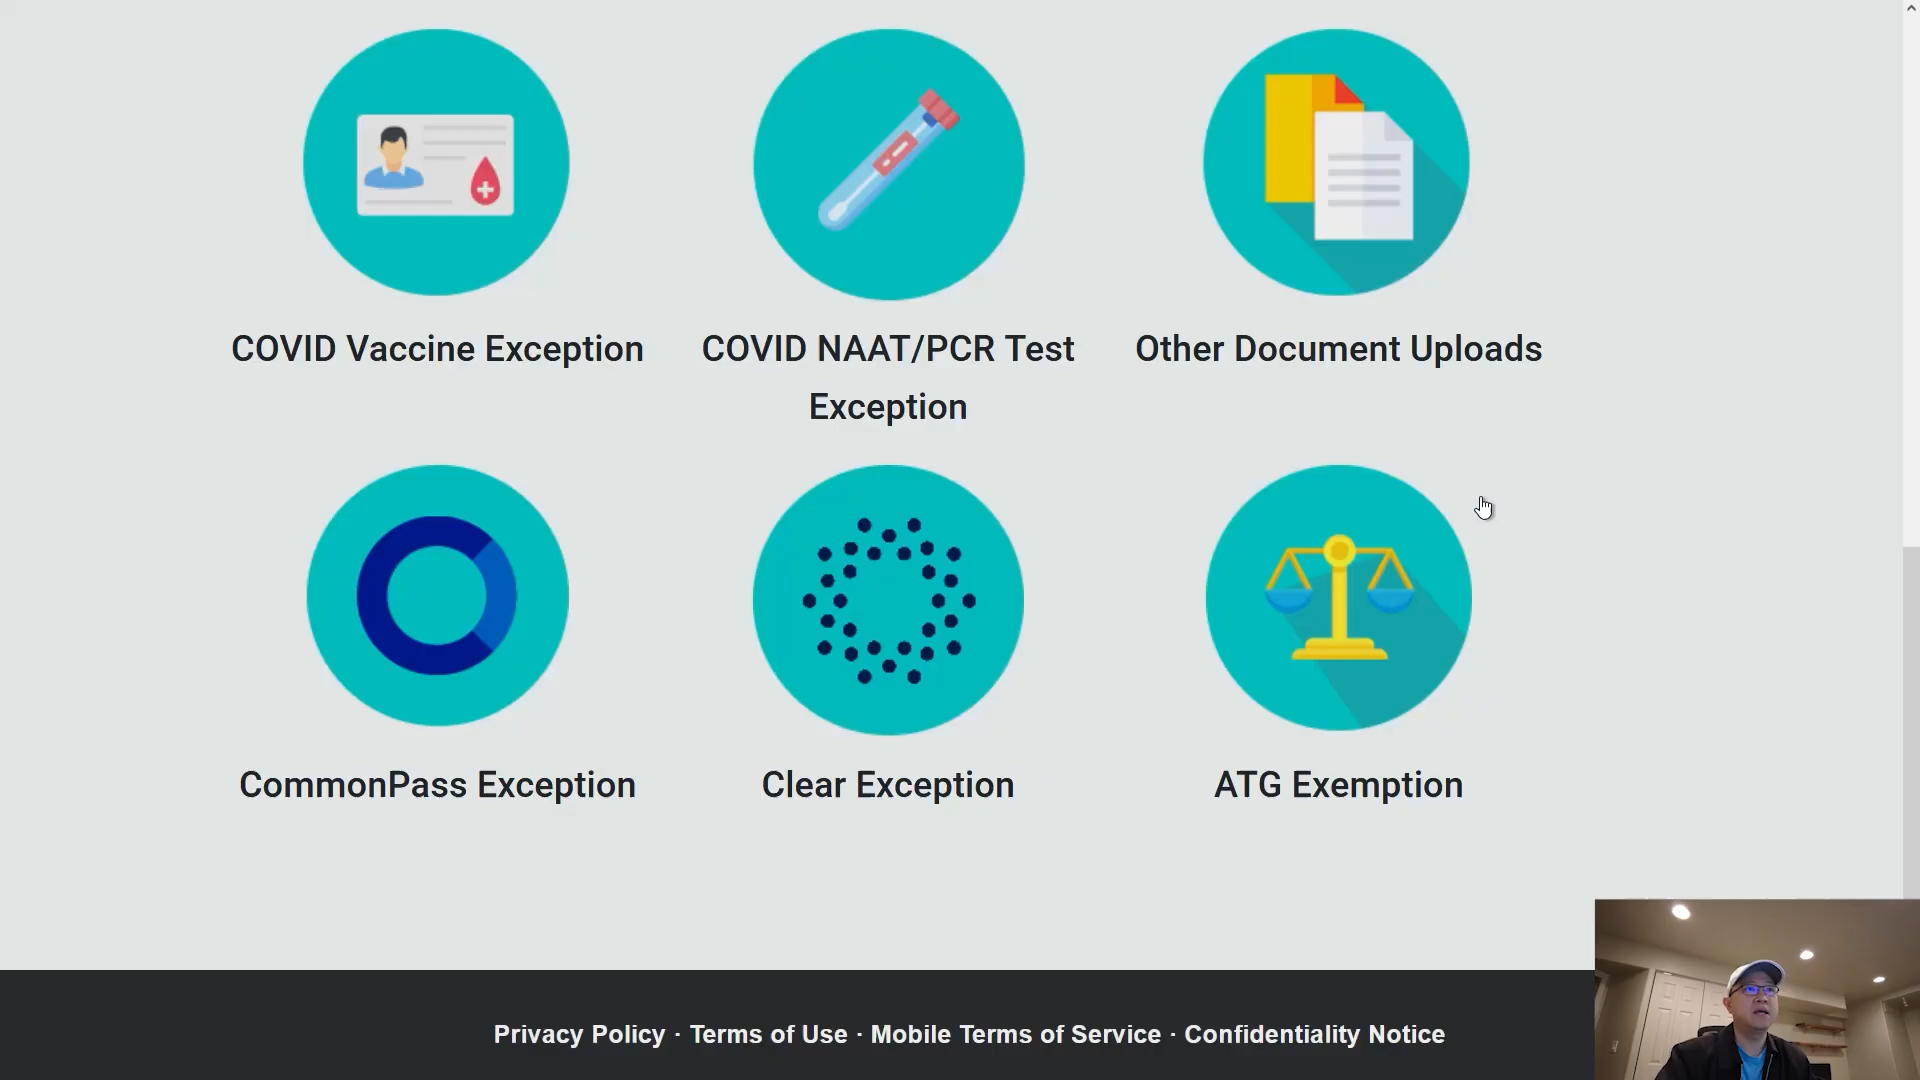 COVID Vaccine Exception
COVID NAAT/PCR Test
Exception
Other Document Uploads
CommonPass Exception
Clear Exception
ATG Exemption
Privacy Policy · Terms of Use · Mobile Terms of Service · Confidentiality Notice